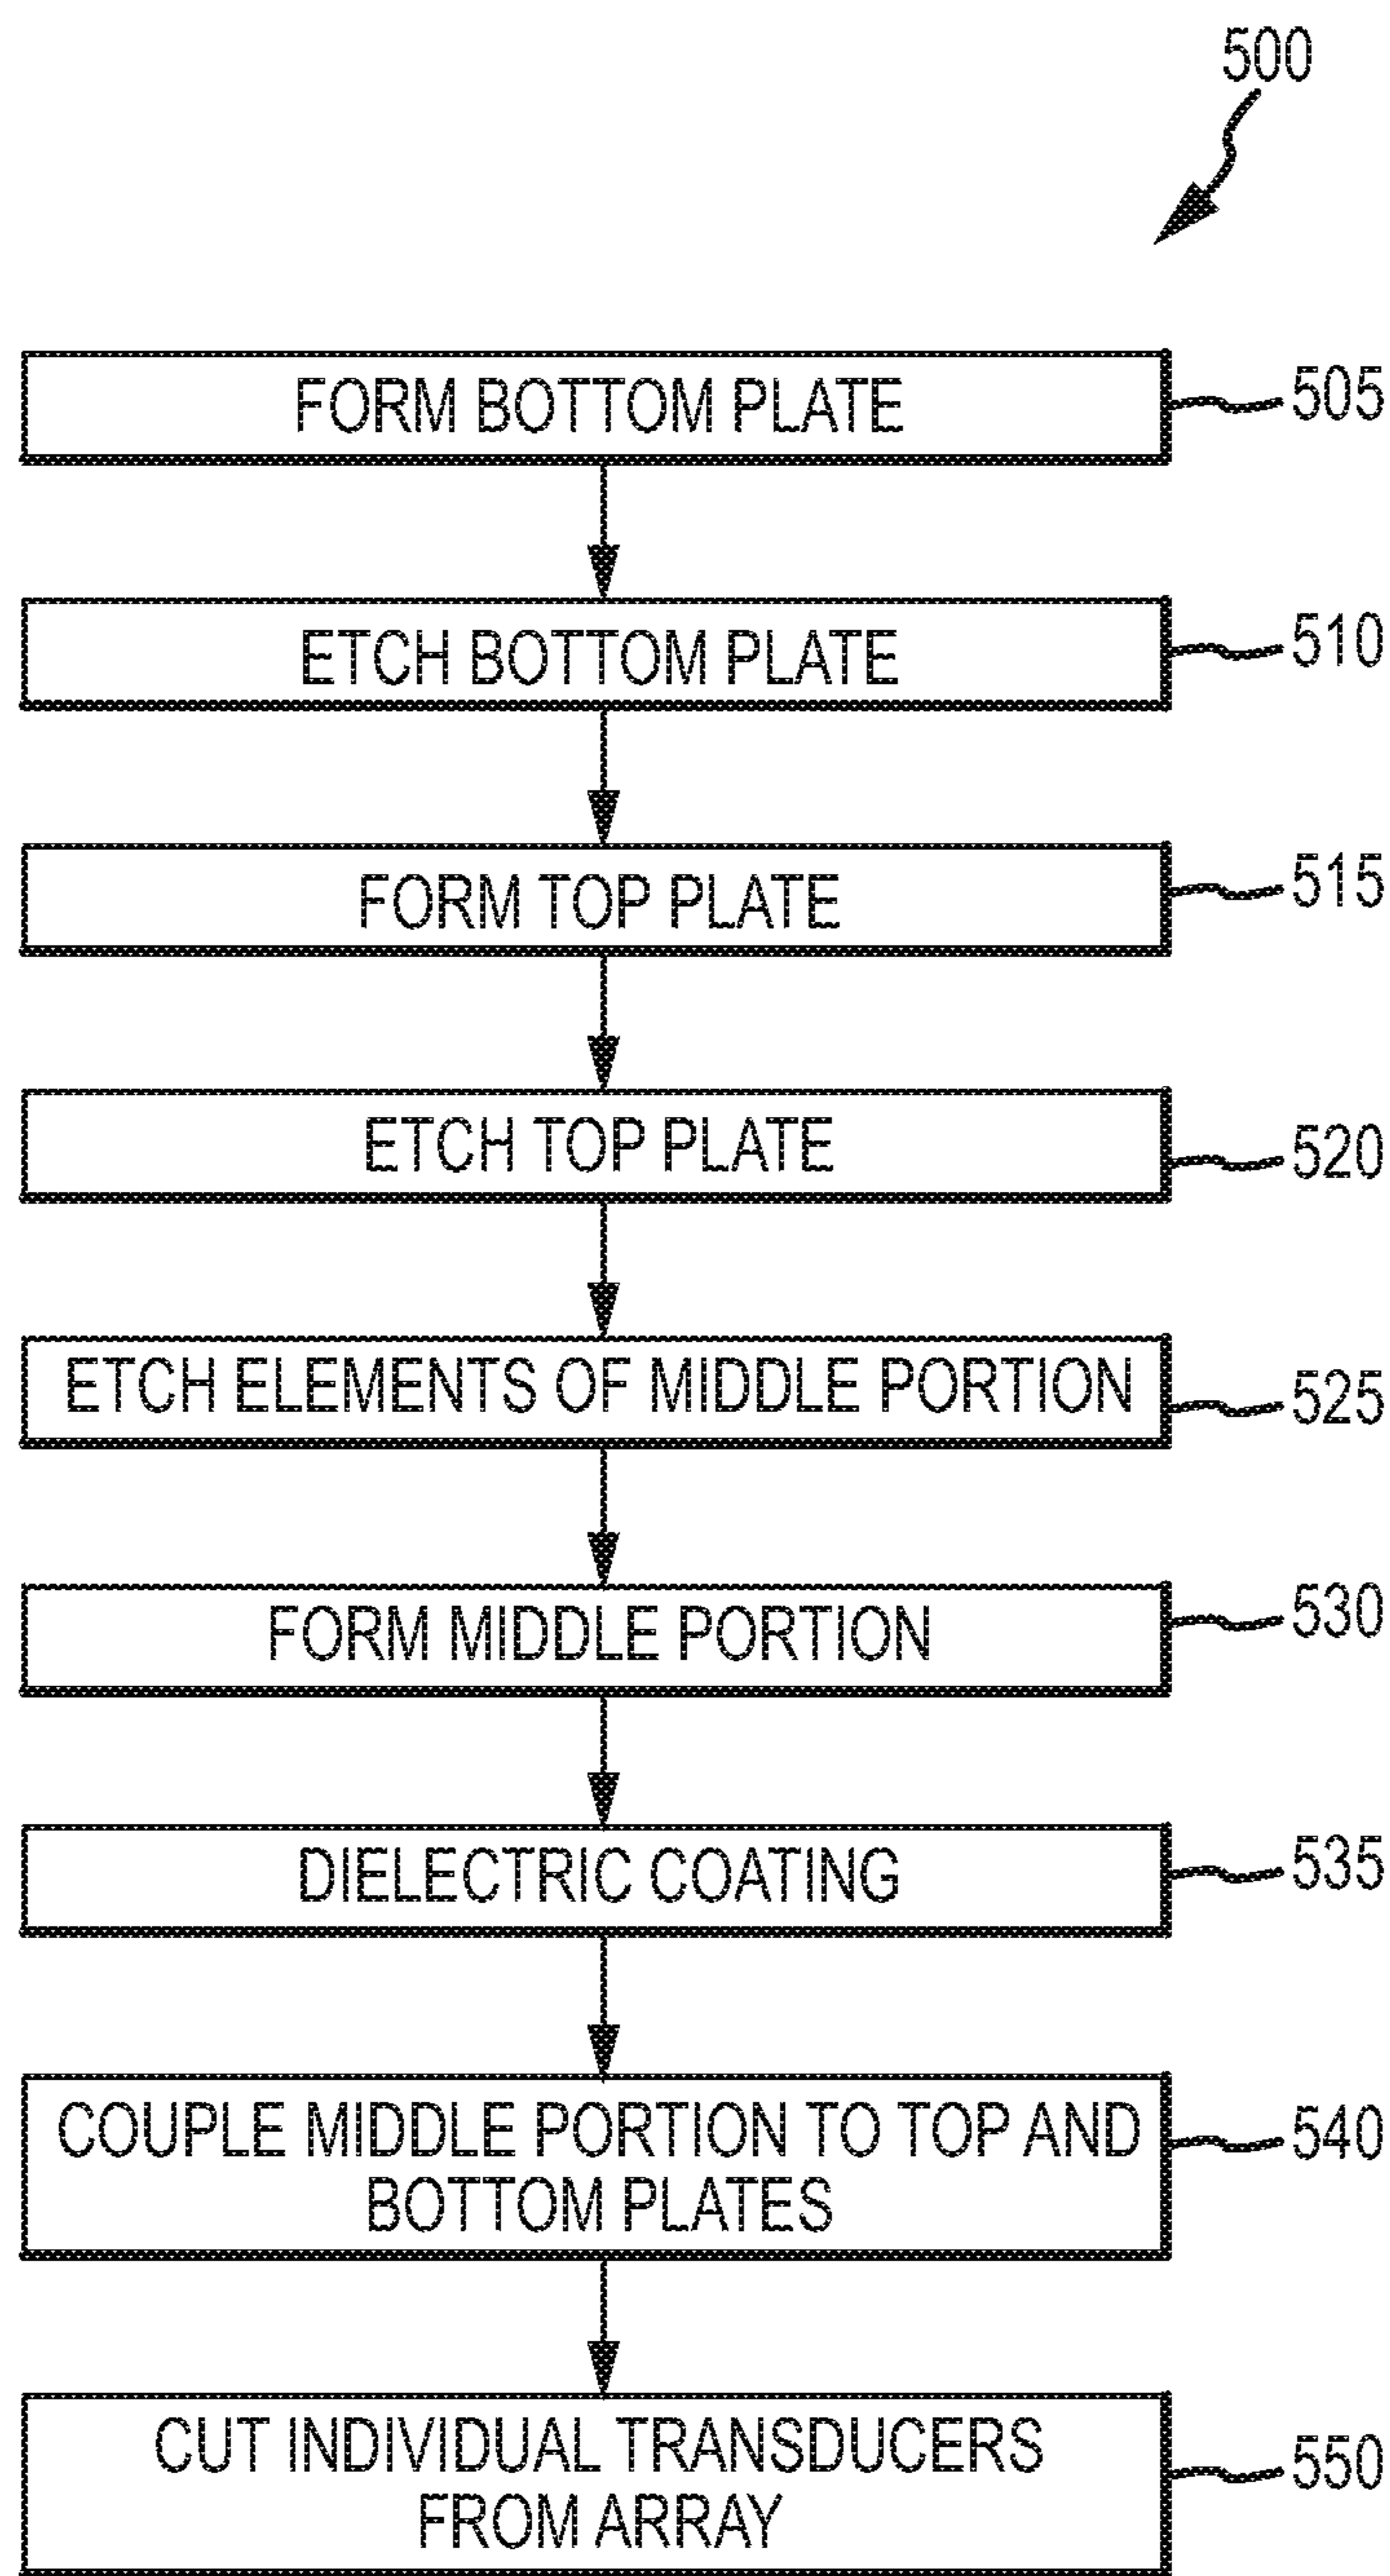 500
FORM BOTTOM PLATE
505
ETCH BOTTOM PLATE
510
FORM TOP PLATE
515
ETCH TOP PLATE
520
ETCH ELEMENTS OF MIDDLE PORTION
525
FORM MIDDLE PORTION
530
DIELECTRIC COATING
535
COUPLE MIDDLE PORTION TO TOP AND
BOTTOM PLATES
540
CUT INDIVIDUAL TRANSDUCERS
FROM ARRAY
550